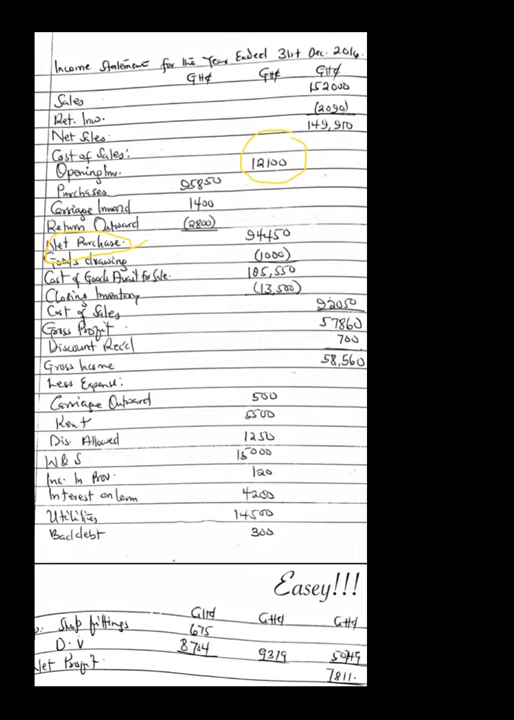 Income Statement for the Year Ended 31st Dec. 2016.
GH¢ GH¢ GH¢
Sales 152000
Ret. Inw. (2090)
Net Sales. 149,910
Cost of Sales:
Opening Inv. 12100
Purchases 95850
Carriage Inward 1400
Return Outward (2800)
Net Purchase. 94450
Goods drawing (1000)
Cost of Goods Avail for Sale. 105,550
Closing Inventory (13,500)
Cost of Sales 92050
Gross Profit. 57860
Discount Rec'd 700
Gross Income 58,560
Less Expense:
Carriage Outward 500
Rent 5500
Dis. Allowed 1250
W&S 15000
Inc. In Prov. 120
Interest on loan 4200
Utilities 14500
Bad debt 300
Easey!!!
GH¢ GH¢ GH¢
Shop fittings 675
D.V 8704 9379
Net Profit. 7811.